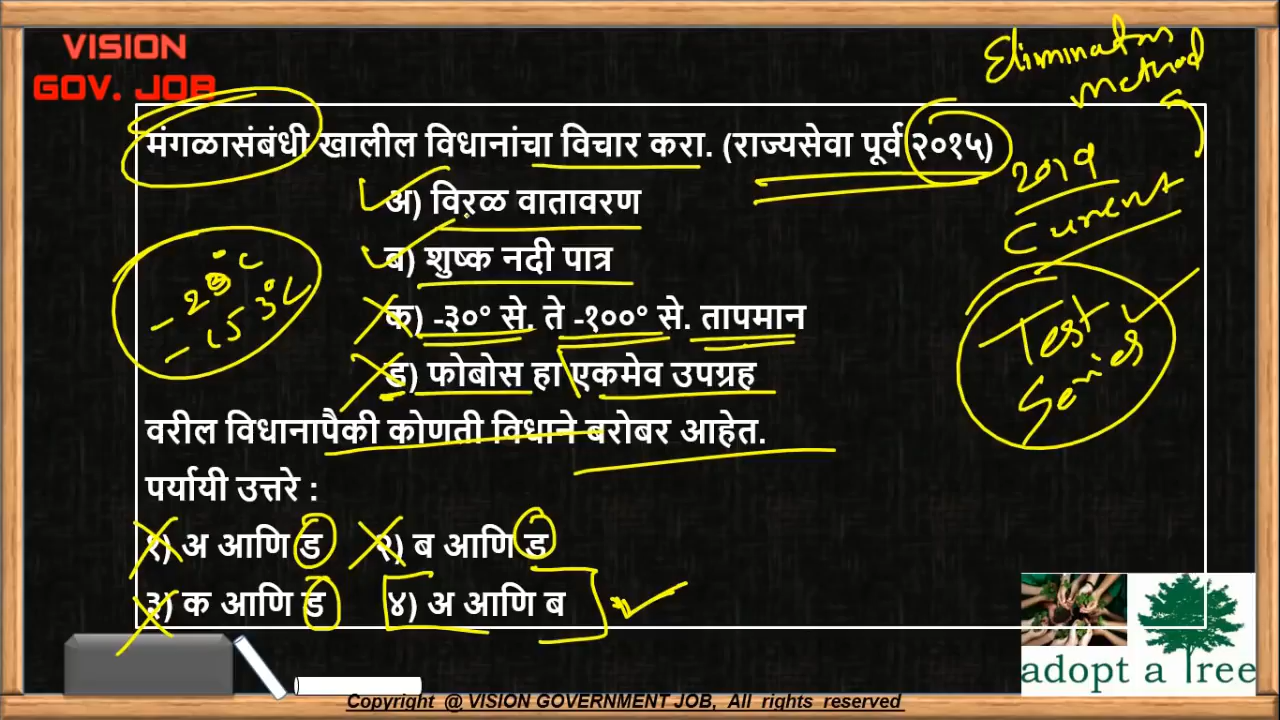 VISION
GOV. JOB
Elimination
method
मंगळासंबंधी खालील विधानांचा विचार करा. (राज्यसेवा पूर्व २०१५)
2019
Current
अ) विरळ वातावरण
ब) शुष्क नदी पात्र
क) -३०° से. ते -१००° से. तापमान
ड) फोबोस हा एकमेव उपग्रह
Test
Series
वरील विधानापैकी कोणती विधाने बरोबर आहेत.
पर्यायी उत्तरे :
१) अ आणि ड २) ब आणि ड
३) क आणि ड ४) अ आणि ब
adopt a Tree
Copyright @ VISION GOVERNMENT JOB, All rights reserved